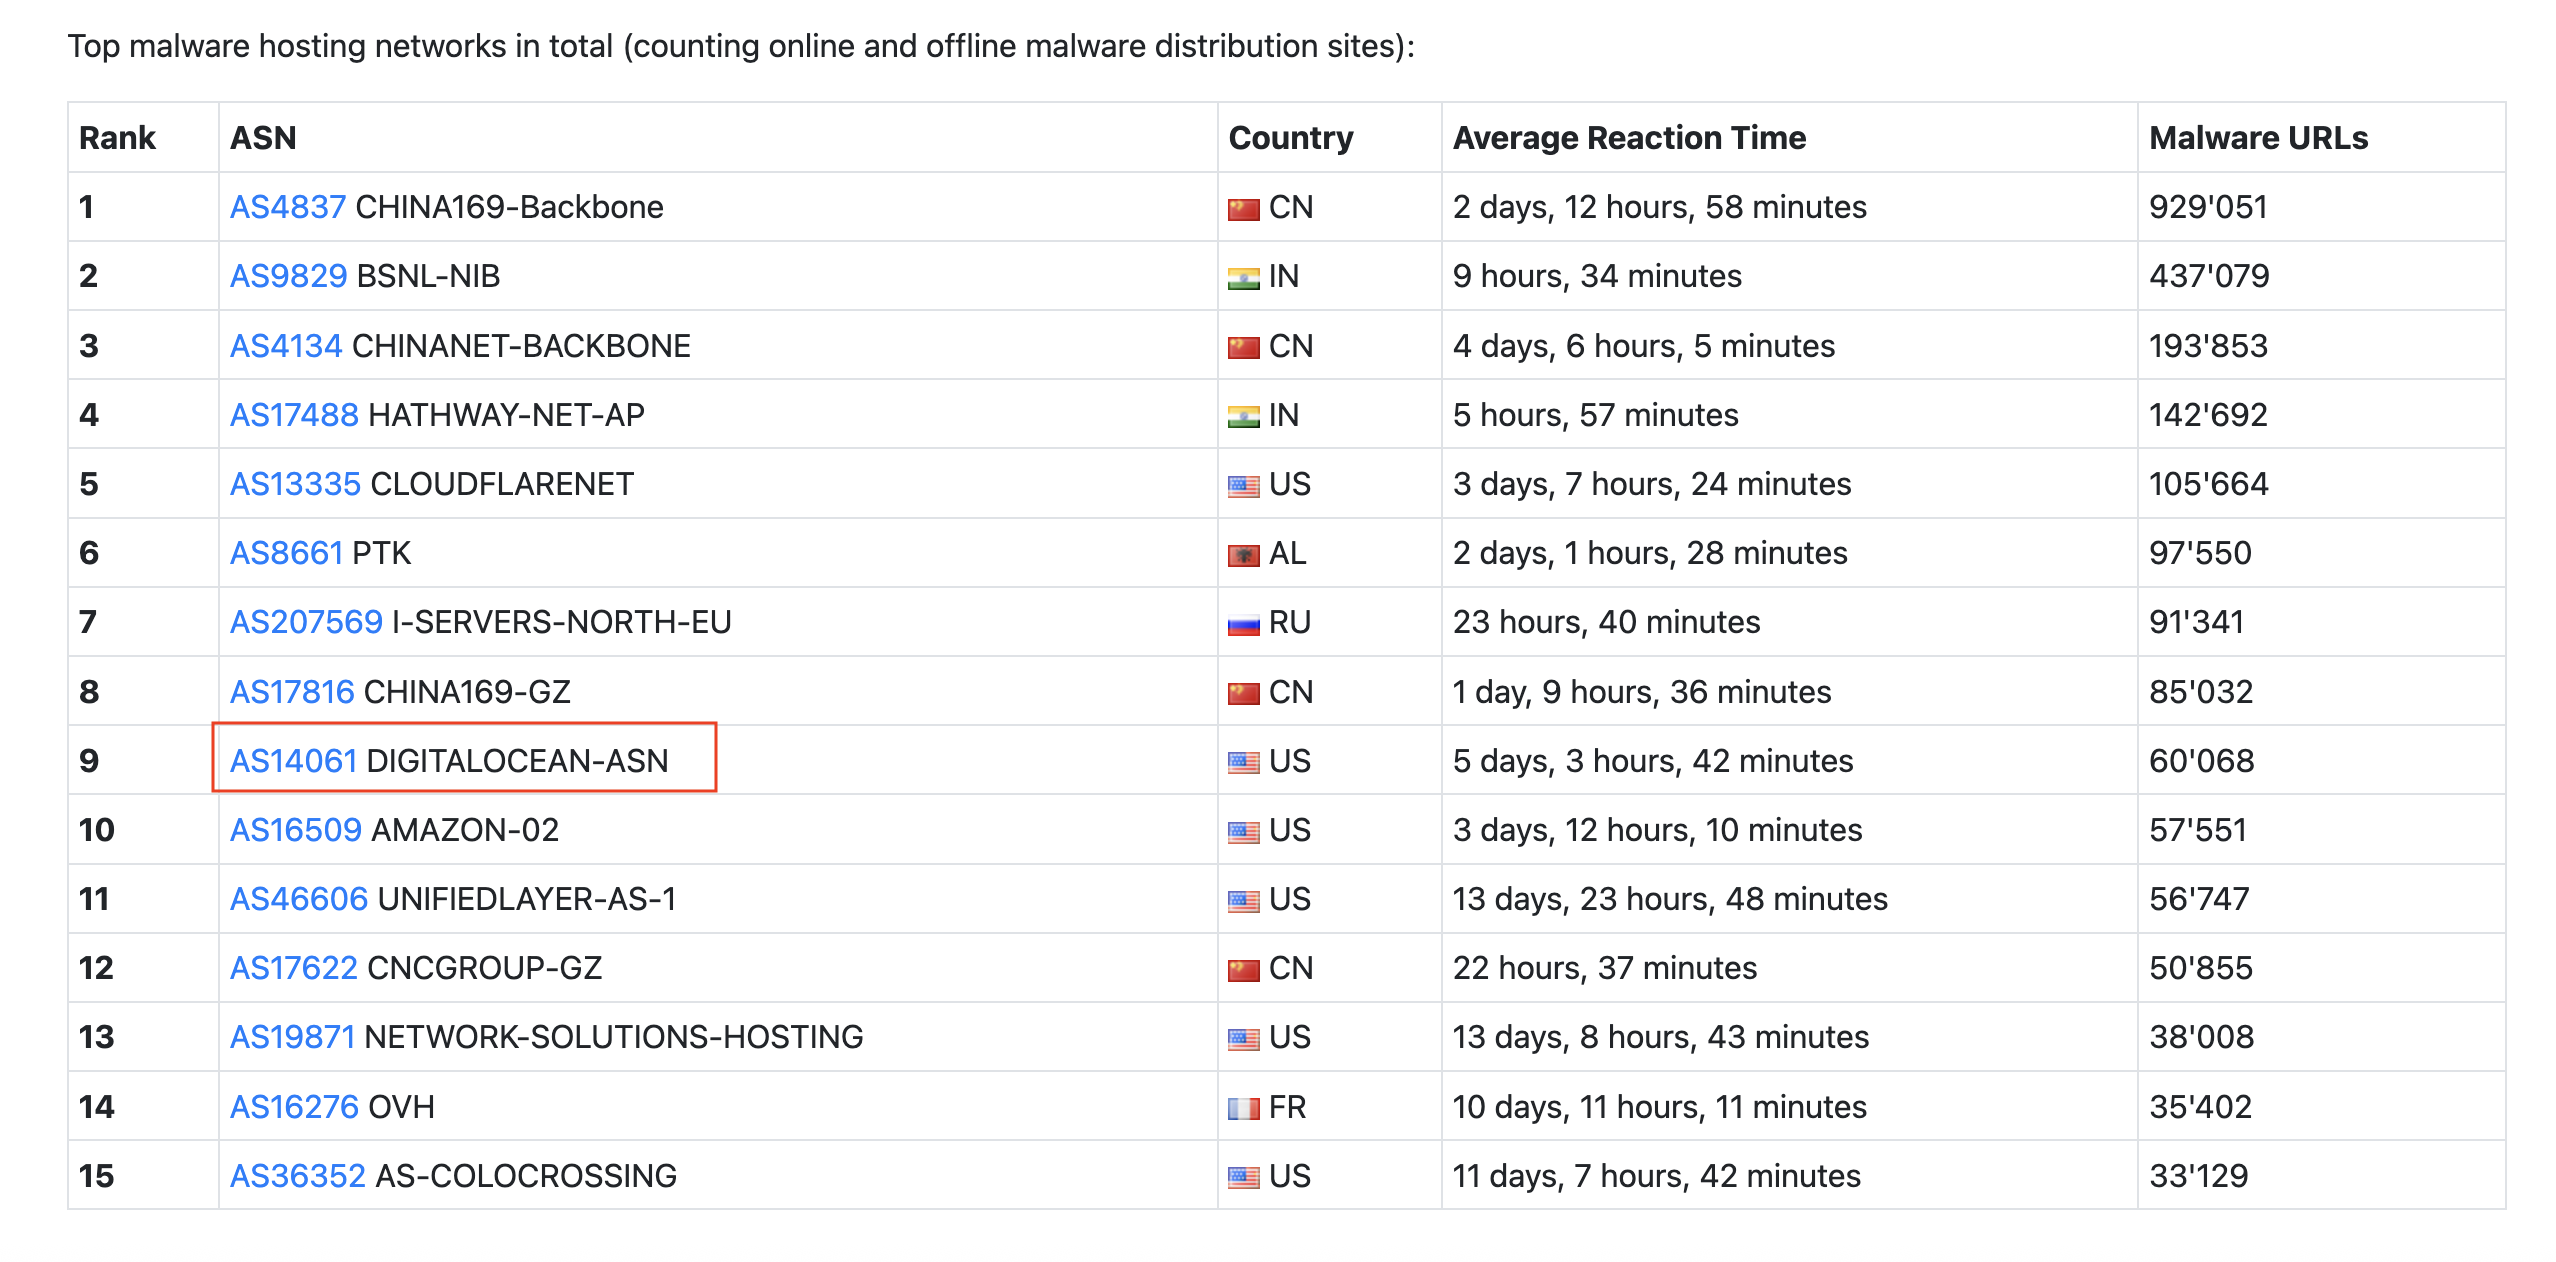 Top malware hosting networks in total (counting online and offline malware distribution sites):
Rank ASN Country Average Reaction Time Malware URLs
1 AS4837 CHINA169-Backbone CN 2 days, 12 hours, 58 minutes 929'051
2 AS9829 BSNL-NIB IN 9 hours, 34 minutes 437'079
3 AS4134 CHINANET-BACKBONE CN 4 days, 6 hours, 5 minutes 193'853
4 AS17488 HATHWAY-NET-AP IN 5 hours, 57 minutes 142'692
5 AS13335 CLOUDFLARENET US 3 days, 7 hours, 24 minutes 105'664
6 AS8661 PTK AL 2 days, 1 hours, 28 minutes 97'550
7 AS207569 I-SERVERS-NORTH-EU RU 23 hours, 40 minutes 91'341
8 AS17816 CHINA169-GZ CN 1 day, 9 hours, 36 minutes 85'032
9 AS14061 DIGITALOCEAN-ASN US 5 days, 3 hours, 42 minutes 60'068
10 AS16509 AMAZON-02 US 3 days, 12 hours, 10 minutes 57'551
11 AS46606 UNIFIEDLAYER-AS-1 US 13 days, 23 hours, 48 minutes 56'747
12 AS17622 CNCGROUP-GZ CN 22 hours, 37 minutes 50'855
13 AS19871 NETWORK-SOLUTIONS-HOSTING US 13 days, 8 hours, 43 minutes 38'008
14 AS16276 OVH FR 10 days, 11 hours, 11 minutes 35'402
15 AS36352 AS-COLOCROSSING US 11 days, 7 hours, 42 minutes 33'129